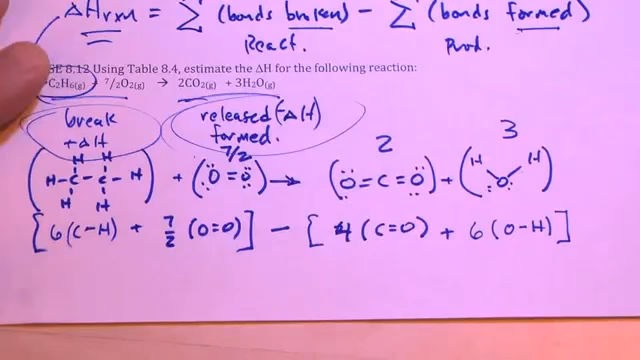 ΔHrxn = Σ (bonds broken) − Σ (bonds formed)
React. Prod.
SE 8.12 Using Table 8.4, estimate the ΔH for the following reaction:
C₂H₆(g) + ⁷/₂O₂(g) → 2CO₂(g) + 3H₂O(g)
break released (−ΔH)
+ΔH formed.
7/2 2 3
H H H H
(H−C−C−H) + (O=O) → (O=C=O) + (O)
H H
[6(C−H) + 7/2 (O=O)] − [4(C=O) + 6(O−H)]